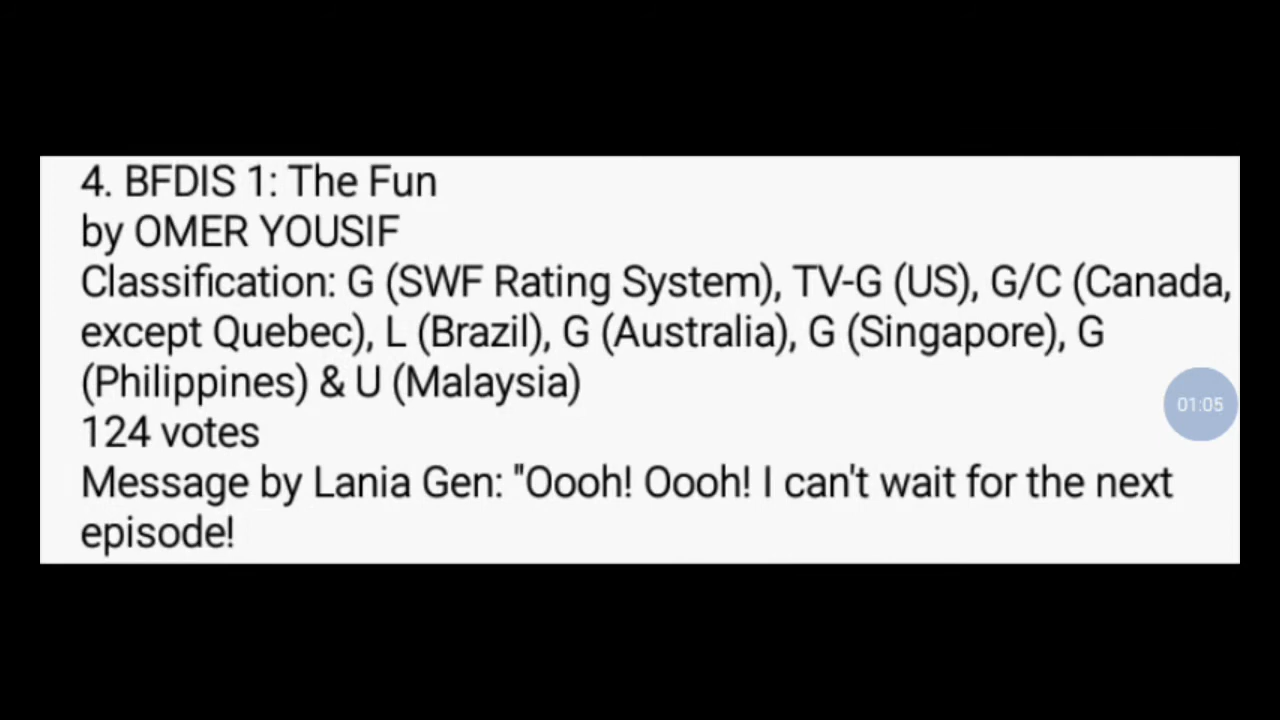 4. BFDIS 1: The Fun
by OMER YOUSIF
Classification: G (SWF Rating System), TV-G (US), G/C (Canada,
except Quebec), L (Brazil), G (Australia), G (Singapore), G
(Philippines) & U (Malaysia)
01:05
124 votes
Message by Lania Gen: "Oooh! Oooh! I can't wait for the next
episode!